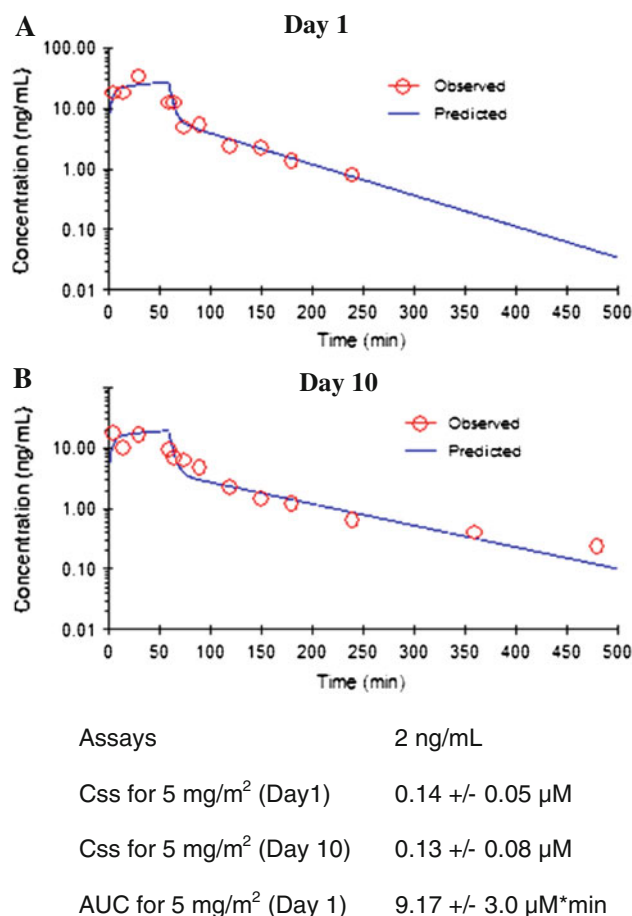 A
Day 1
100.00
10.00
1.00
0.10
0.01
Concentration (ng/mL)
Observed
Predicted
0 50 100 150 200 250 300 350 400 450 500
Time (min)
B
Day 10
10.00
1.00
0.10
0.01
Concentration (ng/mL)
Observed
Predicted
0 50 100 150 200 250 300 350 400 450 500
Time (min)
Assays 2 ng/mL
Css for 5 mg/m² (Day1) 0.14 +/- 0.05 µM
Css for 5 mg/m² (Day 10) 0.13 +/- 0.08 µM
AUC for 5 mg/m² (Day 1) 9.17 +/- 3.0 µM*min